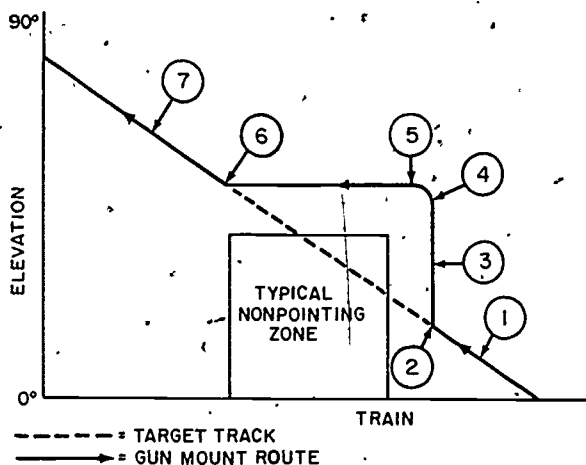 90°
7
6
5
4
ELEVATION
3
TYPICAL
NONPOINTING
ZONE
1
2
0°
TRAIN
= TARGET TRACK
= GUN MOUNT ROUTE